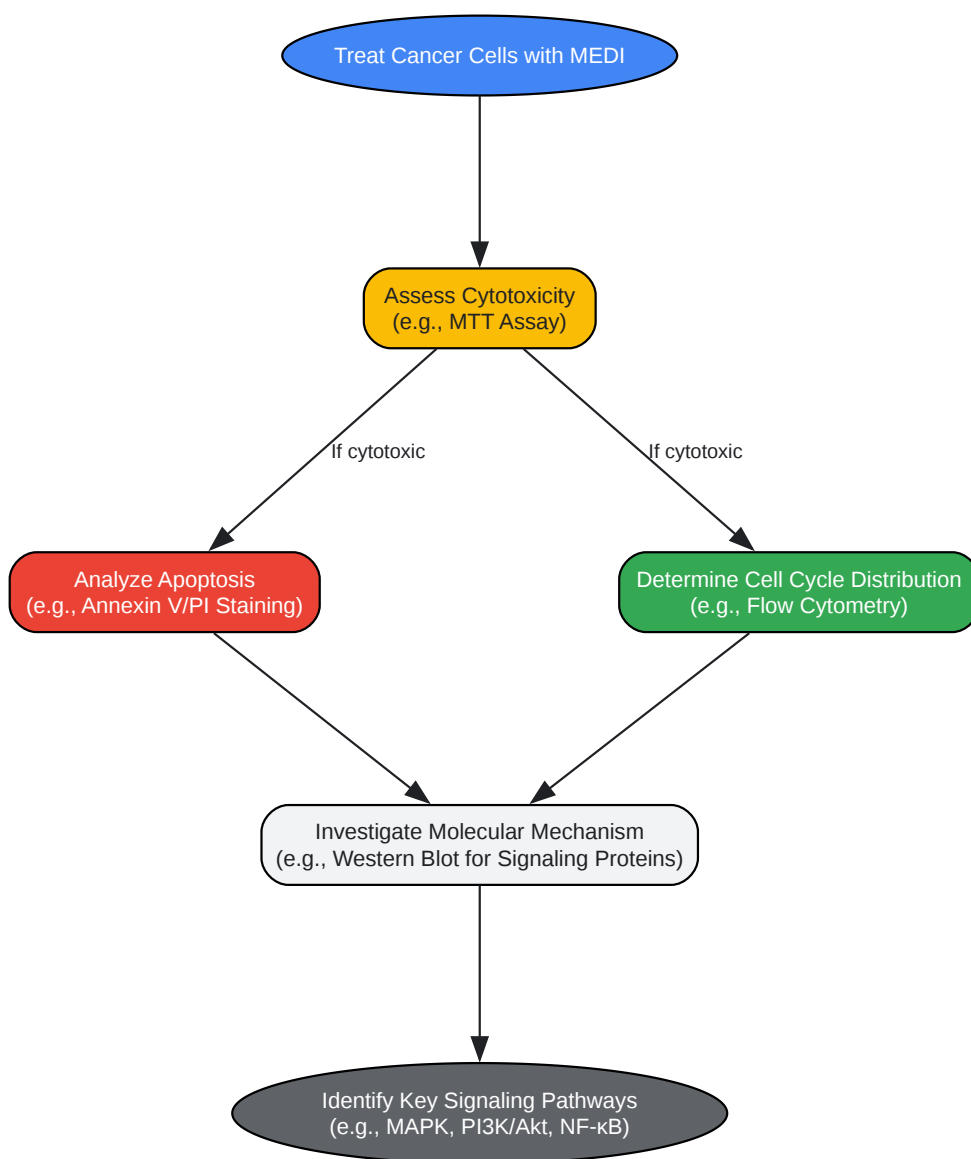 Treat Cancer Cells with MEDI
Assess Cytotoxicity
(e.g., MTT Assay)
If cytotoxic
If cytotoxic
Analyze Apoptosis
(e.g., Annexin V/PI Staining)
Determine Cell Cycle Distribution
(e.g., Flow Cytometry)
Investigate Molecular Mechanism
(e.g., Western Blot for Signaling Proteins)
Identify Key Signaling Pathways
(e.g., MAPK, PI3K/Akt, NF-κB)